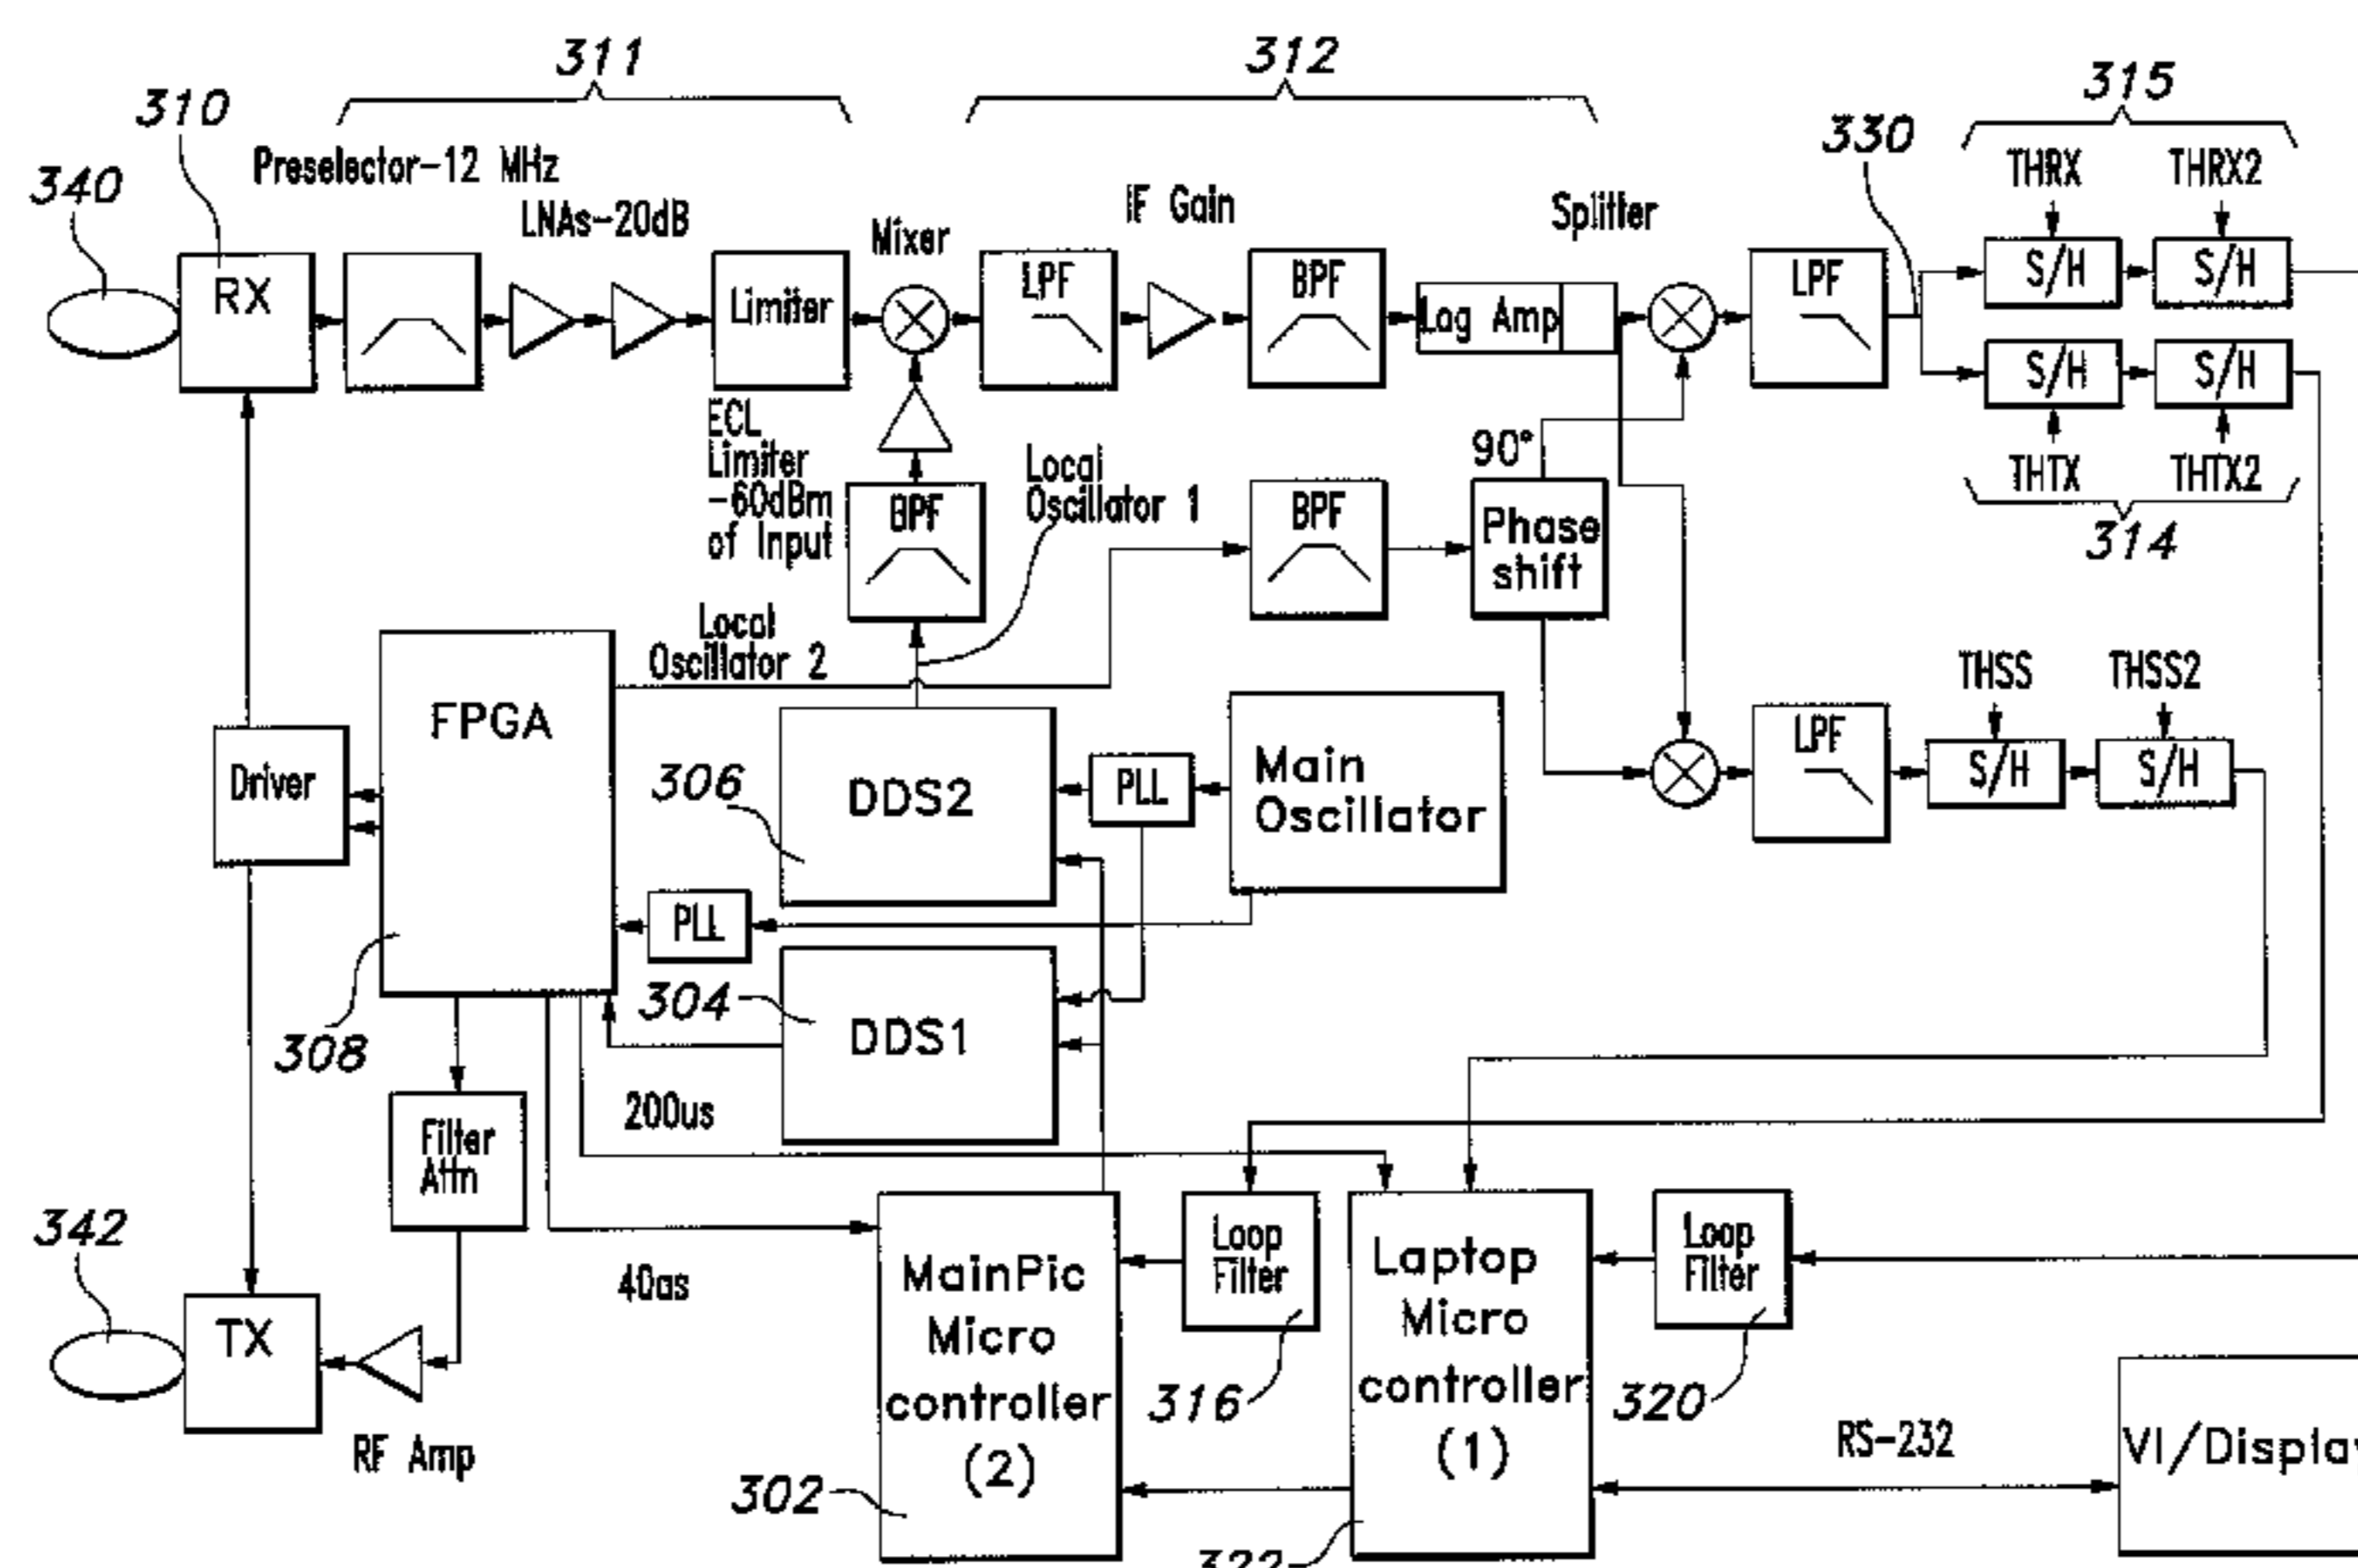 311
312
315
310
330
340
Preselector-12 MHz
THRX
THRX2
LNAs-20dB
IF Gain
Splitter
Mixer
RX
Limiter
LPF
BPF
Log Amp
LPF
S/H
S/H
S/H
S/H
ECL
Limiter
-60dBm
of Input
Local
Oscillator 1
90°
THTX
THTX2
314
BPF
BPF
Phase
shift
Local
Oscillator 2
THSS
THSS2
FPGA
Driver
306
DDS2
PLL
Main
Oscillator
LPF
S/H
S/H
PLL
304
DDS1
308
200us
Filter
Attn
342
40as
TX
RF Amp
MainPic
Micro
controller
(2)
302
Loop
Filter
316
Laptop
Micro
controller
(1)
322
Loop
Filter
320
RS-232
VI/Display